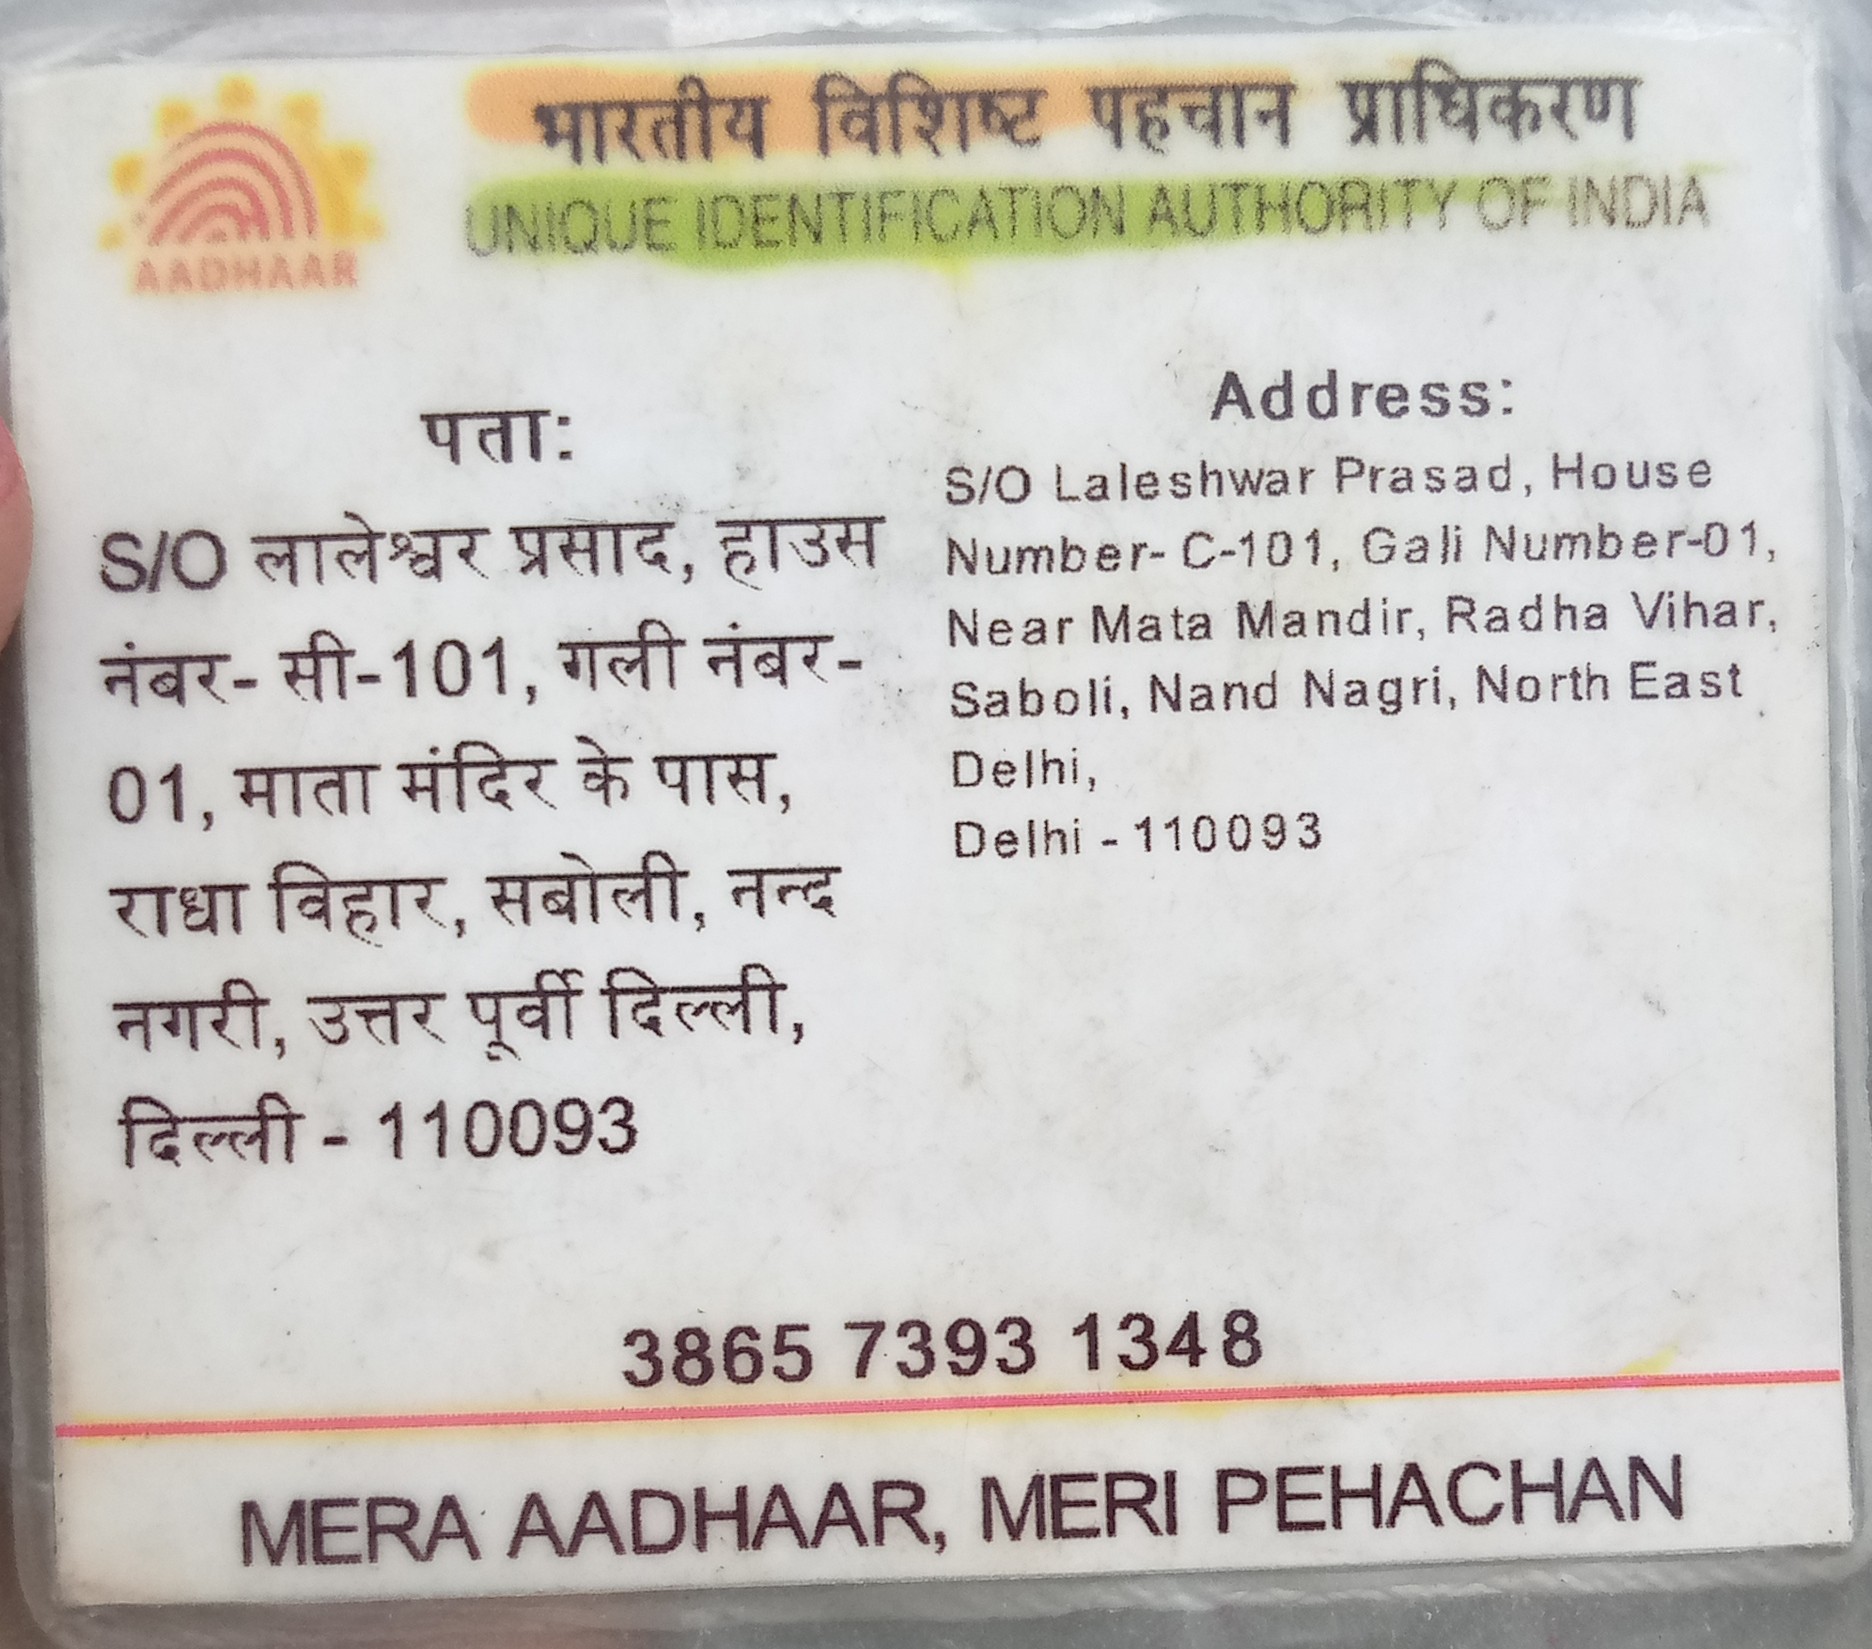 भारतीय विशिष्ट पहचान प्राधिकरण
UNIQUE IDENTIFICATION AUTHORITY OF INDIA
AADHAAR
पता:
S/O लालेश्वर प्रसाद, हाउस
नंबर- सी-101, गली नंबर-
01, माता मंदिर के पास,
राधा विहार, सबोली, नन्द
नगरी, उत्तर पूर्वी दिल्ली,
दिल्ली - 110093
Address:
S/O Laleshwar Prasad, House
Number- C-101, Gali Number-01,
Near Mata Mandir, Radha Vihar,
Saboli, Nand Nagri, North East
Delhi,
Delhi - 110093
3865 7393 1348
MERA AADHAAR, MERI PEHACHAN